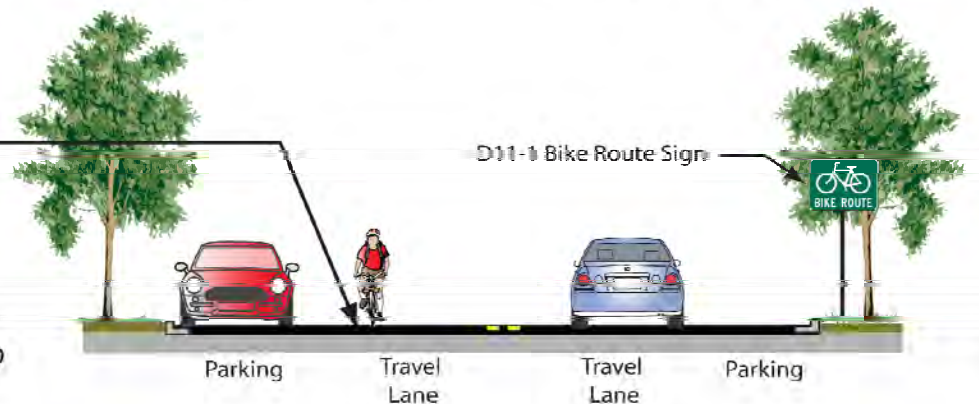 D11-1 Bike Route Sign
BIKE ROUTE
Parking
Travel
Lane
Travel
Lane
Parking